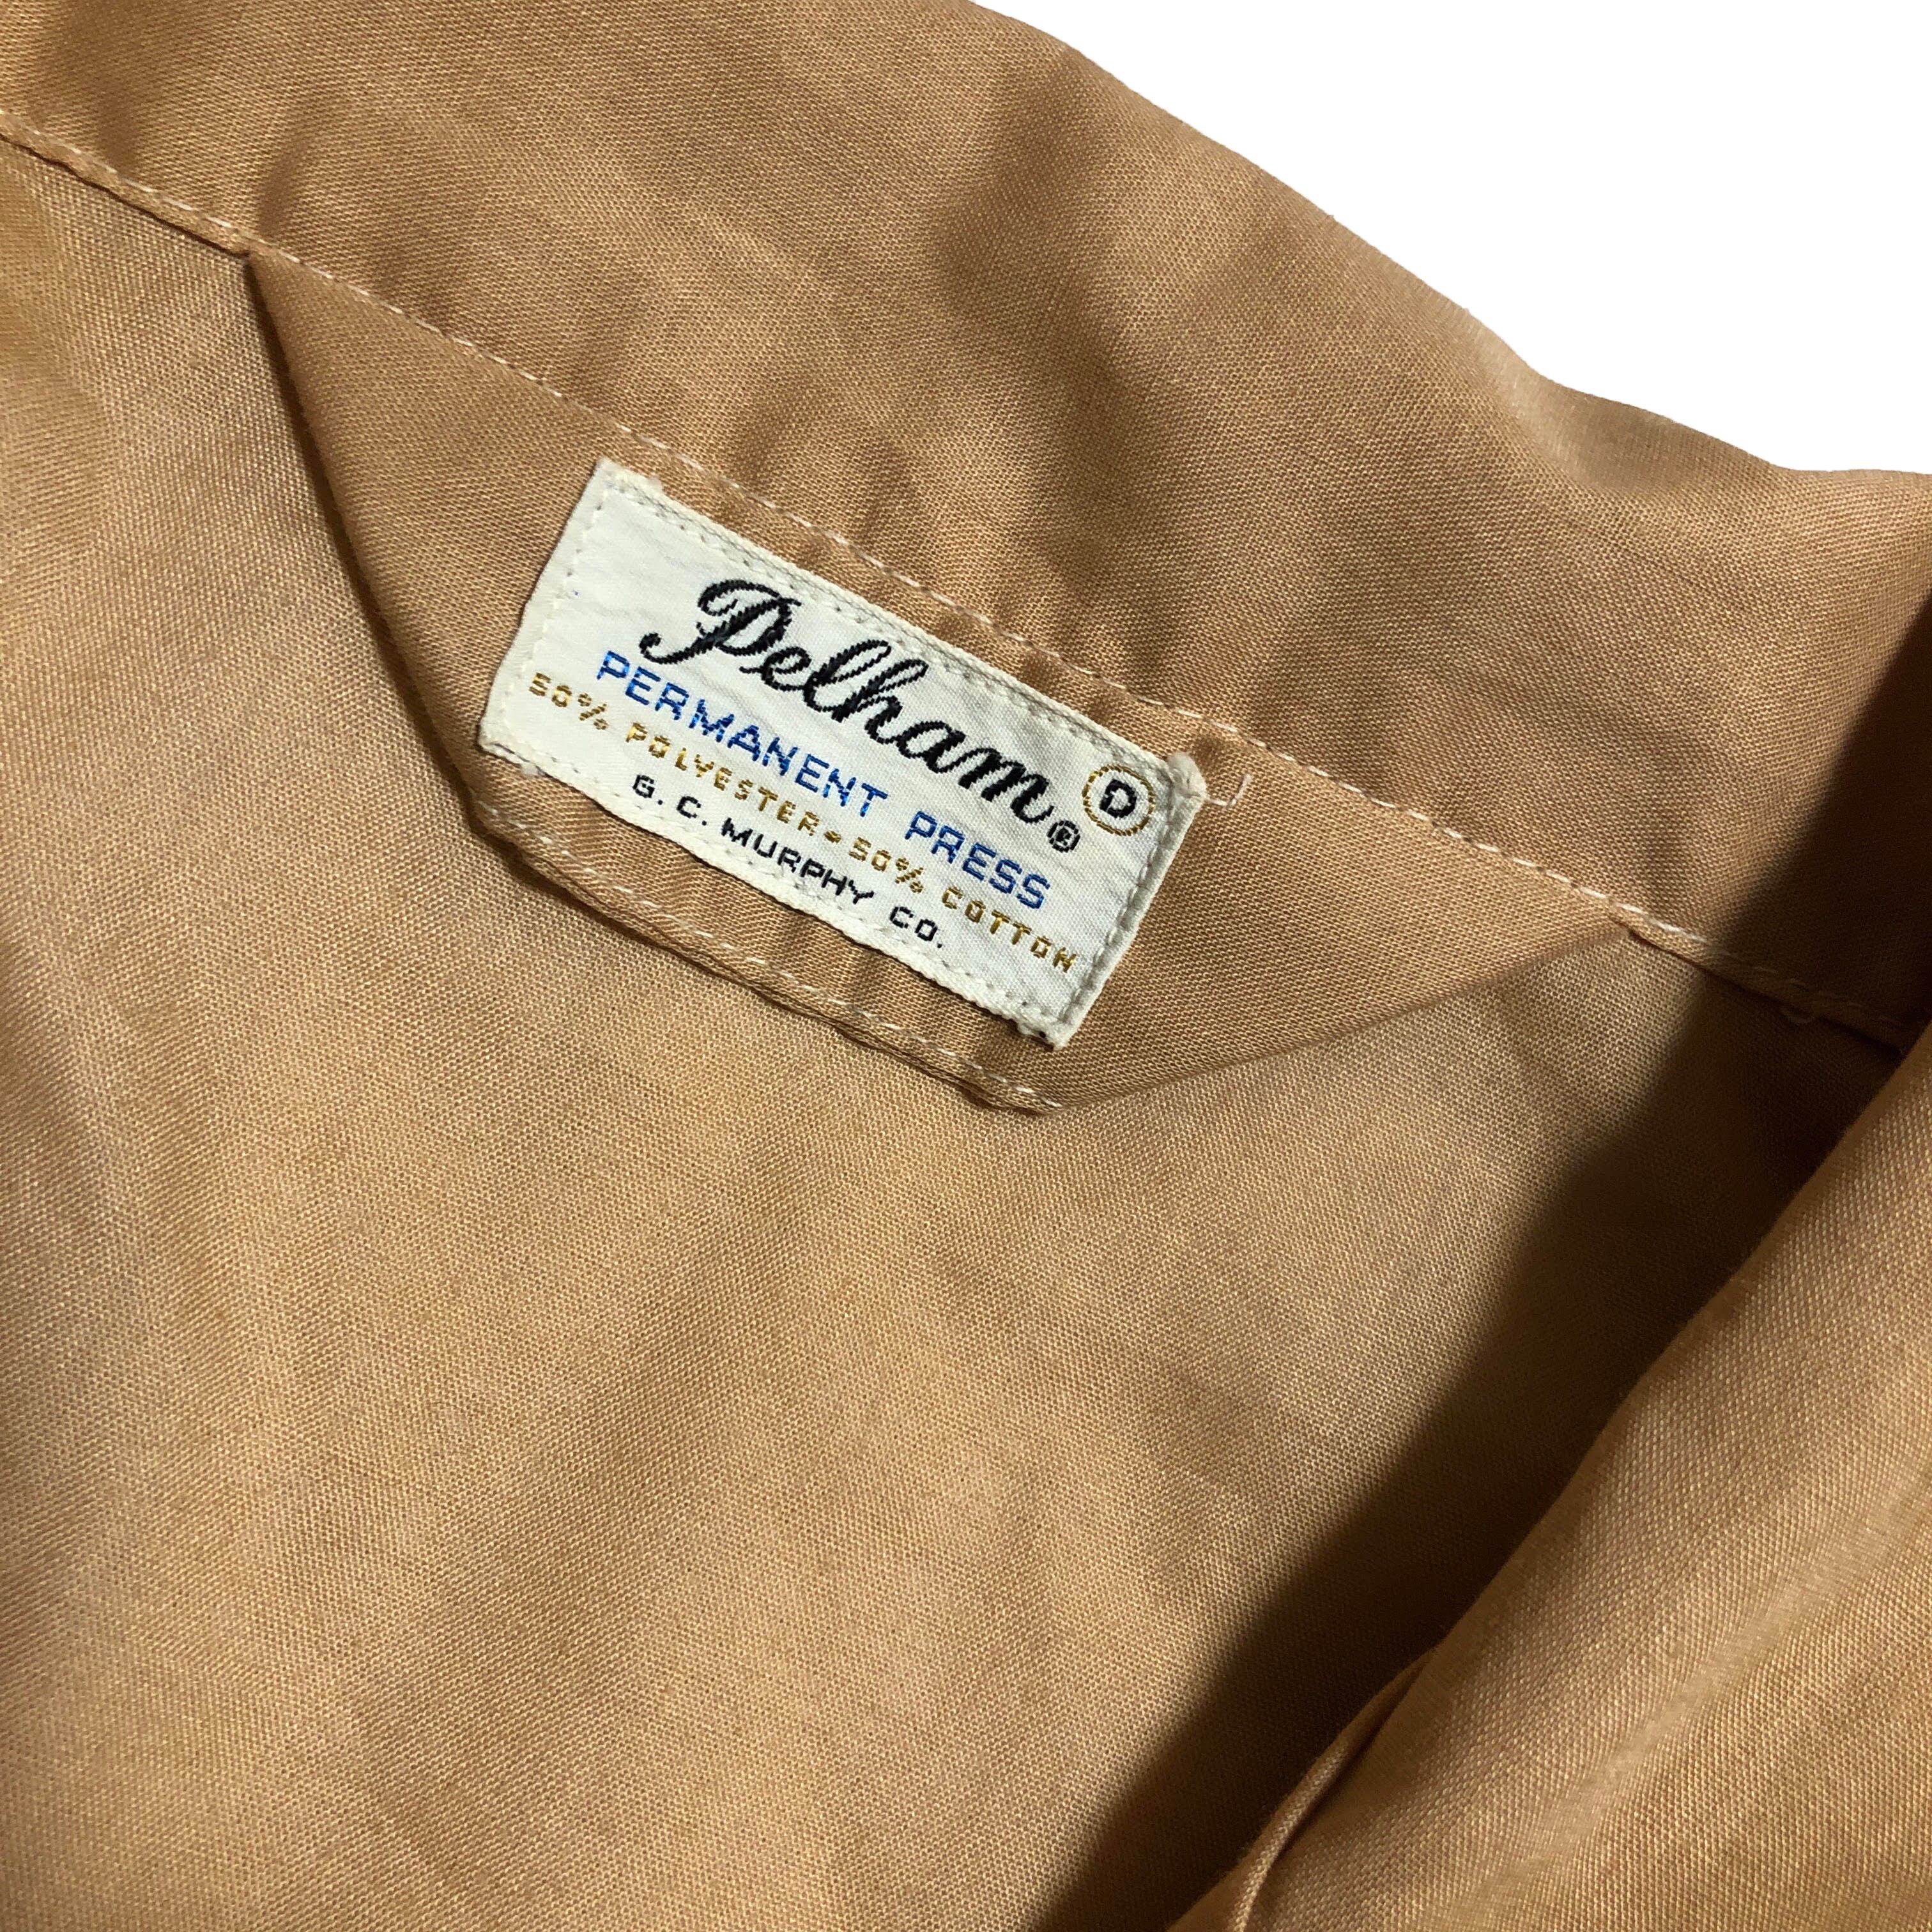 Pelham® D
PERMANENT PRESS
50% POLYESTER • 50% COTTON
G. C. MURPHY CO.